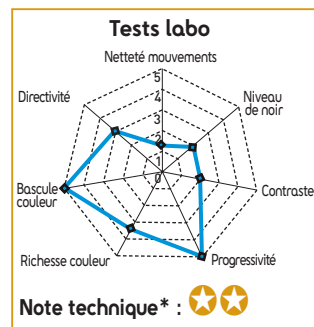 Tests labo
Netteté mouvements
5
4
3
2
1
0
Directivité
Niveau
de noir
Bascule
couleur
Contraste
Richesse couleur
Progressivité
Note technique* :